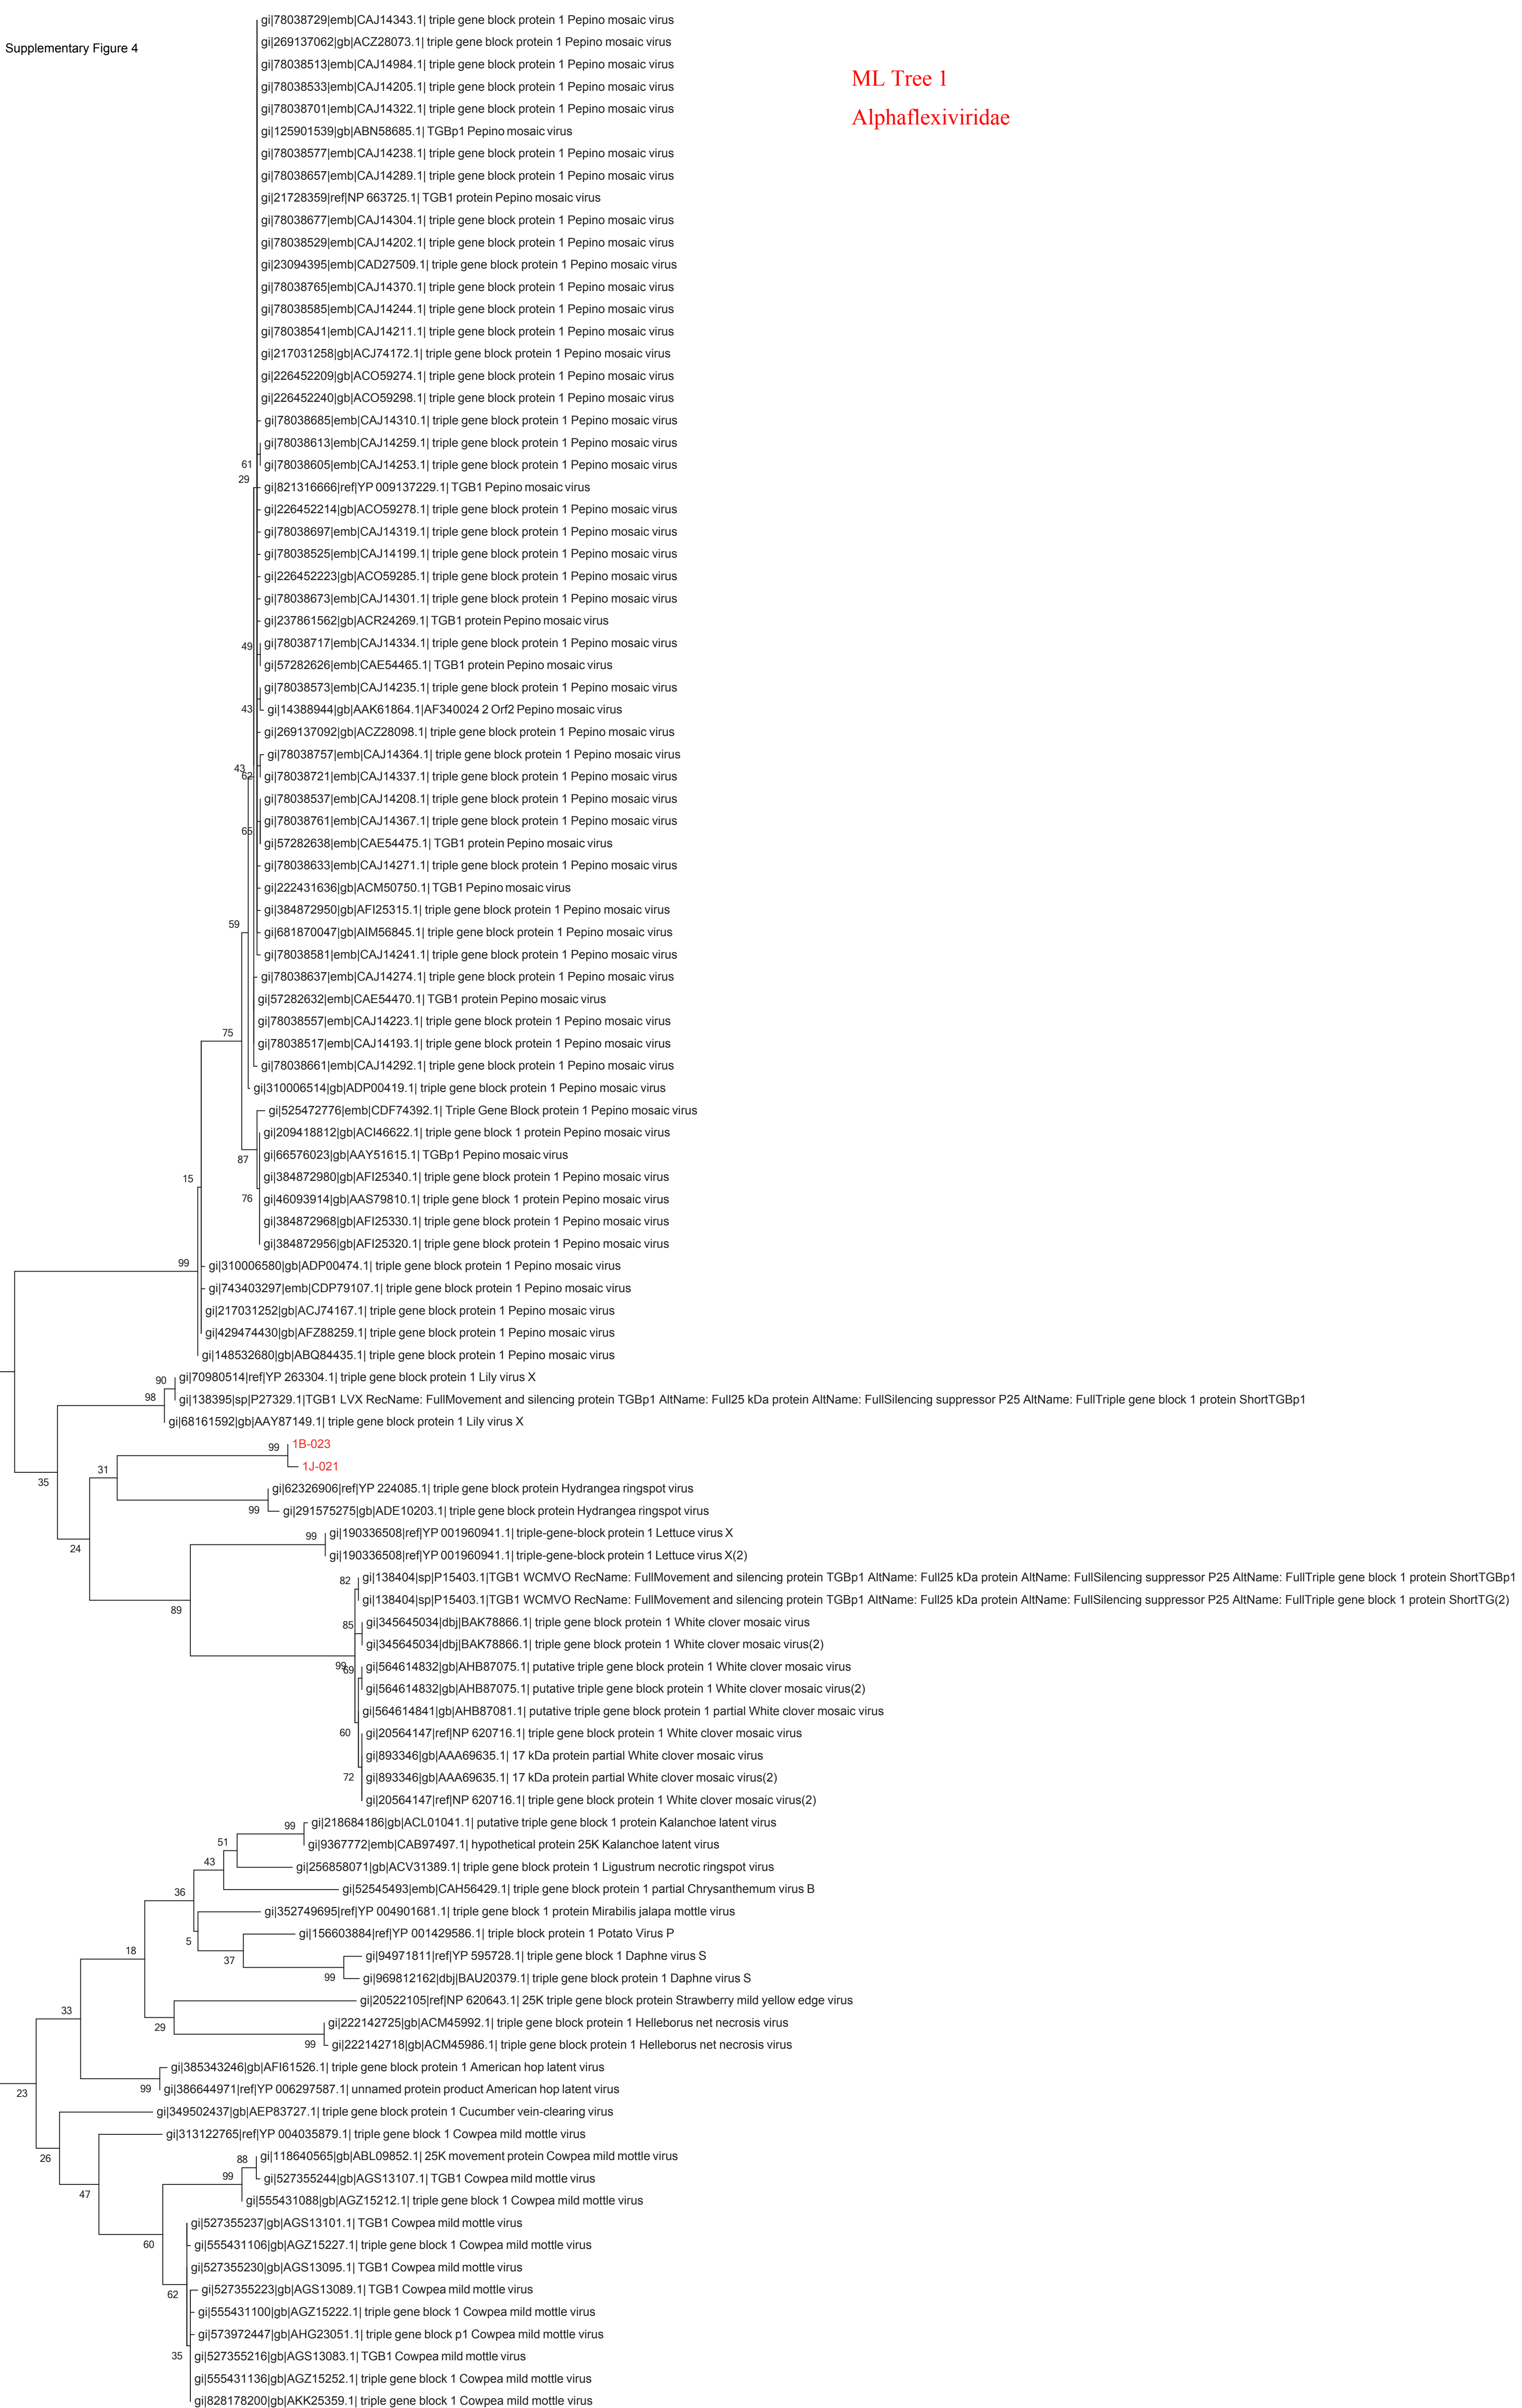 Supplementary Figure 4
ML Tree 1
Alphaflexiviridae
gi|78038729|emb|CAJ14343.1| triple gene block protein 1 Pepino mosaic virus
gi|269137062|gb|ACZ28073.1| triple gene block protein 1 Pepino mosaic virus
gi|78038513|emb|CAJ14984.1| triple gene block protein 1 Pepino mosaic virus
gi|78038533|emb|CAJ14205.1| triple gene block protein 1 Pepino mosaic virus
gi|78038701|emb|CAJ14322.1| triple gene block protein 1 Pepino mosaic virus
gi|125901539|gb|ABN58685.1| TGBp1 Pepino mosaic virus
gi|78038577|emb|CAJ14238.1| triple gene block protein 1 Pepino mosaic virus
gi|78038657|emb|CAJ14289.1| triple gene block protein 1 Pepino mosaic virus
gi|21728359|ref|NP 663725.1| TGB1 protein Pepino mosaic virus
gi|78038677|emb|CAJ14304.1| triple gene block protein 1 Pepino mosaic virus
gi|78038529|emb|CAJ14202.1| triple gene block protein 1 Pepino mosaic virus
gi|23094395|emb|CAD27509.1| triple gene block protein 1 Pepino mosaic virus
gi|78038765|emb|CAJ14370.1| triple gene block protein 1 Pepino mosaic virus
gi|78038585|emb|CAJ14244.1| triple gene block protein 1 Pepino mosaic virus
gi|78038541|emb|CAJ14211.1| triple gene block protein 1 Pepino mosaic virus
gi|217031258|gb|ACJ74172.1| triple gene block protein 1 Pepino mosaic virus
gi|226452209|gb|ACO59274.1| triple gene block protein 1 Pepino mosaic virus
gi|226452240|gb|ACO59298.1| triple gene block protein 1 Pepino mosaic virus
gi|78038685|emb|CAJ14310.1| triple gene block protein 1 Pepino mosaic virus
gi|78038613|emb|CAJ14259.1| triple gene block protein 1 Pepino mosaic virus
61
gi|78038605|emb|CAJ14253.1| triple gene block protein 1 Pepino mosaic virus
29
gi|821316666|ref|YP 009137229.1| TGB1 Pepino mosaic virus
gi|226452214|gb|ACO59278.1| triple gene block protein 1 Pepino mosaic virus
gi|78038697|emb|CAJ14319.1| triple gene block protein 1 Pepino mosaic virus
gi|78038525|emb|CAJ14199.1| triple gene block protein 1 Pepino mosaic virus
gi|226452223|gb|ACO59285.1| triple gene block protein 1 Pepino mosaic virus
gi|78038673|emb|CAJ14301.1| triple gene block protein 1 Pepino mosaic virus
gi|237861562|gb|ACR24269.1| TGB1 protein Pepino mosaic virus
gi|78038717|emb|CAJ14334.1| triple gene block protein 1 Pepino mosaic virus
49
gi|57282626|emb|CAE54465.1| TGB1 protein Pepino mosaic virus
gi|78038573|emb|CAJ14235.1| triple gene block protein 1 Pepino mosaic virus
43
gi|14388944|gb|AAK61864.1|AF340024 2 Orf2 Pepino mosaic virus
gi|269137092|gb|ACZ28098.1| triple gene block protein 1 Pepino mosaic virus
gi|78038757|emb|CAJ14364.1| triple gene block protein 1 Pepino mosaic virus
43
62
gi|78038721|emb|CAJ14337.1| triple gene block protein 1 Pepino mosaic virus
gi|78038537|emb|CAJ14208.1| triple gene block protein 1 Pepino mosaic virus
gi|78038761|emb|CAJ14367.1| triple gene block protein 1 Pepino mosaic virus
65
gi|57282638|emb|CAE54475.1| TGB1 protein Pepino mosaic virus
gi|78038633|emb|CAJ14271.1| triple gene block protein 1 Pepino mosaic virus
gi|222431636|gb|ACM50750.1| TGB1 Pepino mosaic virus
gi|384872950|gb|AFI25315.1| triple gene block protein 1 Pepino mosaic virus
59
gi|681870047|gb|AIM56845.1| triple gene block protein 1 Pepino mosaic virus
gi|78038581|emb|CAJ14241.1| triple gene block protein 1 Pepino mosaic virus
gi|78038637|emb|CAJ14274.1| triple gene block protein 1 Pepino mosaic virus
gi|57282632|emb|CAE54470.1| TGB1 protein Pepino mosaic virus
gi|78038557|emb|CAJ14223.1| triple gene block protein 1 Pepino mosaic virus
75
gi|78038517|emb|CAJ14193.1| triple gene block protein 1 Pepino mosaic virus
gi|78038661|emb|CAJ14292.1| triple gene block protein 1 Pepino mosaic virus
gi|310006514|gb|ADP00419.1| triple gene block protein 1 Pepino mosaic virus
gi|525472776|emb|CDF74392.1| Triple Gene Block protein 1 Pepino mosaic virus
gi|209418812|gb|ACI46622.1| triple gene block 1 protein Pepino mosaic virus
gi|66576023|gb|AAY51615.1| TGBp1 Pepino mosaic virus
87
gi|384872980|gb|AFI25340.1| triple gene block protein 1 Pepino mosaic virus
15
gi|46093914|gb|AAS79810.1| triple gene block 1 protein Pepino mosaic virus
76
gi|384872968|gb|AFI25330.1| triple gene block protein 1 Pepino mosaic virus
gi|384872956|gb|AFI25320.1| triple gene block protein 1 Pepino mosaic virus
99
gi|310006580|gb|ADP00474.1| triple gene block protein 1 Pepino mosaic virus
gi|743403297|emb|CDP79107.1| triple gene block protein 1 Pepino mosaic virus
gi|217031252|gb|ACJ74167.1| triple gene block protein 1 Pepino mosaic virus
gi|429474430|gb|AFZ88259.1| triple gene block protein 1 Pepino mosaic virus
gi|148532680|gb|ABQ84435.1| triple gene block protein 1 Pepino mosaic virus
90
gi|70980514|ref|YP 263304.1| triple gene block protein 1 Lily virus X
98
gi|138395|sp|P27329.1|TGB1 LVX RecName: FullMovement and silencing protein TGBp1 AltName: Full25 kDa protein AltName: FullSilencing suppressor P25 AltName: FullTriple gene block 1 protein ShortTGBp1
gi|68161592|gb|AAY87149.1| triple gene block protein 1 Lily virus X
99
1B-023
1J-021
31
35
gi|62326906|ref|YP 224085.1| triple gene block protein Hydrangea ringspot virus
99
gi|291575275|gb|ADE10203.1| triple gene block protein Hydrangea ringspot virus
99
gi|190336508|ref|YP 001960941.1| triple-gene-block protein 1 Lettuce virus X
24
gi|190336508|ref|YP 001960941.1| triple-gene-block protein 1 Lettuce virus X(2)
82
gi|138404|sp|P15403.1|TGB1 WCMVO RecName: FullMovement and silencing protein TGBp1 AltName: Full25 kDa protein AltName: FullSilencing suppressor P25 AltName: FullTriple gene block 1 protein ShortTGBp1
gi|138404|sp|P15403.1|TGB1 WCMVO RecName: FullMovement and silencing protein TGBp1 AltName: Full25 kDa protein AltName: FullSilencing suppressor P25 AltName: FullTriple gene block 1 protein ShortTG(2)
89
85
gi|345645034|dbj|BAK78866.1| triple gene block protein 1 White clover mosaic virus
gi|345645034|dbj|BAK78866.1| triple gene block protein 1 White clover mosaic virus(2)
99
69
gi|564614832|gb|AHB87075.1| putative triple gene block protein 1 White clover mosaic virus
gi|564614832|gb|AHB87075.1| putative triple gene block protein 1 White clover mosaic virus(2)
gi|564614841|gb|AHB87081.1| putative triple gene block protein 1 partial White clover mosaic virus
60
gi|20564147|ref|NP 620716.1| triple gene block protein 1 White clover mosaic virus
gi|893346|gb|AAA69635.1| 17 kDa protein partial White clover mosaic virus
72
gi|893346|gb|AAA69635.1| 17 kDa protein partial White clover mosaic virus(2)
gi|20564147|ref|NP 620716.1| triple gene block protein 1 White clover mosaic virus(2)
99
gi|218684186|gb|ACL01041.1| putative triple gene block 1 protein Kalanchoe latent virus
51
gi|9367772|emb|CAB97497.1| hypothetical protein 25K Kalanchoe latent virus
43
gi|256858071|gb|ACV31389.1| triple gene block protein 1 Ligustrum necrotic ringspot virus
36
gi|52545493|emb|CAH56429.1| triple gene block protein 1 partial Chrysanthemum virus B
gi|352749695|ref|YP 004901681.1| triple gene block 1 protein Mirabilis jalapa mottle virus
5
gi|156603884|ref|YP 001429586.1| triple block protein 1 Potato Virus P
18
37
gi|94971811|ref|YP 595728.1| triple gene block 1 Daphne virus S
99
gi|969812162|dbj|BAU20379.1| triple gene block protein 1 Daphne virus S
gi|20522105|ref|NP 620643.1| 25K triple gene block protein Strawberry mild yellow edge virus
33
29
gi|222142725|gb|ACM45992.1| triple gene block protein 1 Helleborus net necrosis virus
99
gi|222142718|gb|ACM45986.1| triple gene block protein 1 Helleborus net necrosis virus
gi|385343246|gb|AFI61526.1| triple gene block protein 1 American hop latent virus
23
99
gi|386644971|ref|YP 006297587.1| unnamed protein product American hop latent virus
gi|349502437|gb|AEP83727.1| triple gene block protein 1 Cucumber vein-clearing virus
gi|313122765|ref|YP 004035879.1| triple gene block 1 Cowpea mild mottle virus
26
88
gi|118640565|gb|ABL09852.1| 25K movement protein Cowpea mild mottle virus
99
gi|527355244|gb|AGS13107.1| TGB1 Cowpea mild mottle virus
47
gi|555431088|gb|AGZ15212.1| triple gene block 1 Cowpea mild mottle virus
gi|527355237|gb|AGS13101.1| TGB1 Cowpea mild mottle virus
60
gi|555431106|gb|AGZ15227.1| triple gene block 1 Cowpea mild mottle virus
gi|527355230|gb|AGS13095.1| TGB1 Cowpea mild mottle virus
62
gi|527355223|gb|AGS13089.1| TGB1 Cowpea mild mottle virus
gi|555431100|gb|AGZ15222.1| triple gene block 1 Cowpea mild mottle virus
gi|573972447|gb|AHG23051.1| triple gene block p1 Cowpea mild mottle virus
35
gi|527355216|gb|AGS13083.1| TGB1 Cowpea mild mottle virus
gi|555431136|gb|AGZ15252.1| triple gene block 1 Cowpea mild mottle virus
gi|828178200|gb|AKK25359.1| triple gene block 1 Cowpea mild mottle virus